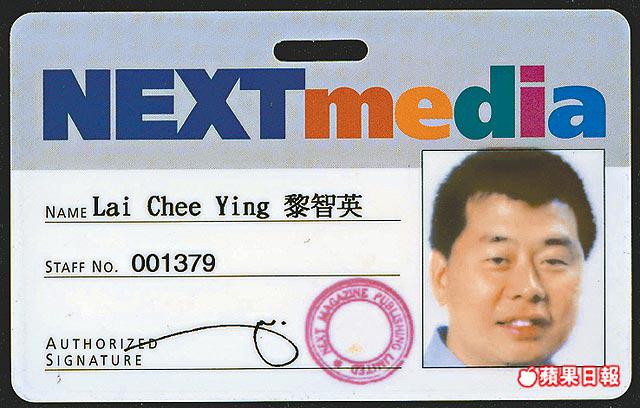 NEXTmedia
NAME Lai Chee Ying 黎智英
STAFF NO. 001379
NEXT MAGAZINE PUBLISHING LIMITED
AUTHORIZED
SIGNATURE
蘋果日報